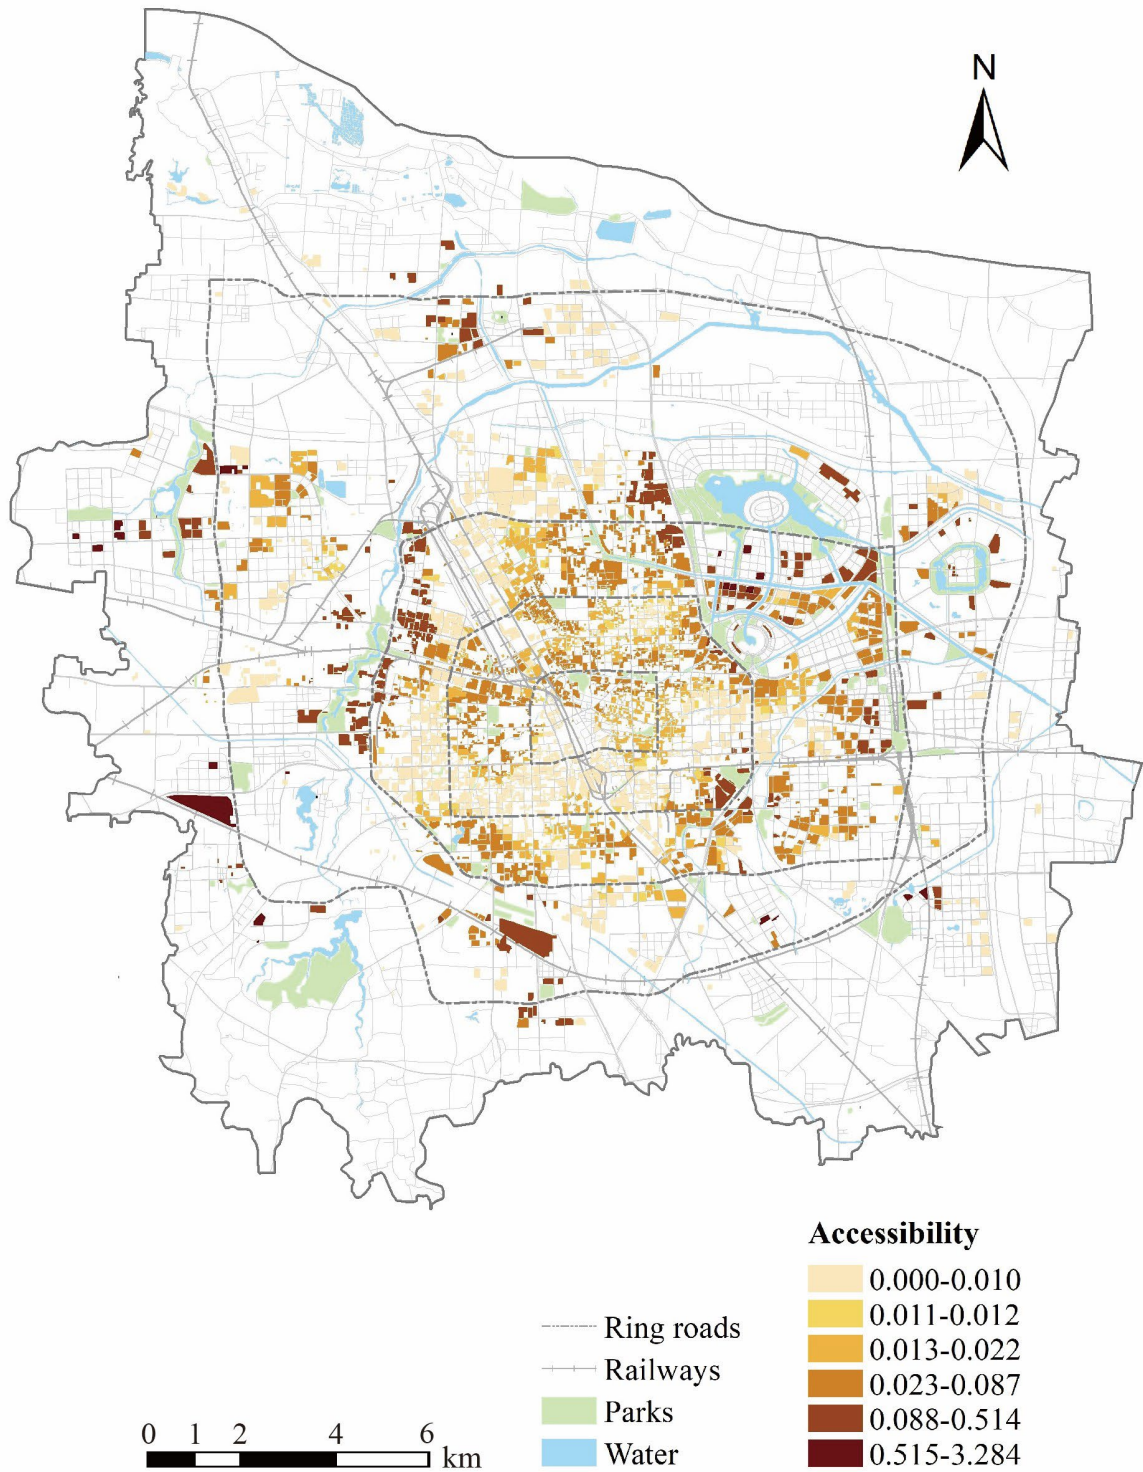 N
Accessibility
0.000-0.010
0.011-0.012
0.013-0.022
0.023-0.087
0.088-0.514
0.515-3.284
Ring roads
Railways
Parks
Water
0 1 2 4 6
km